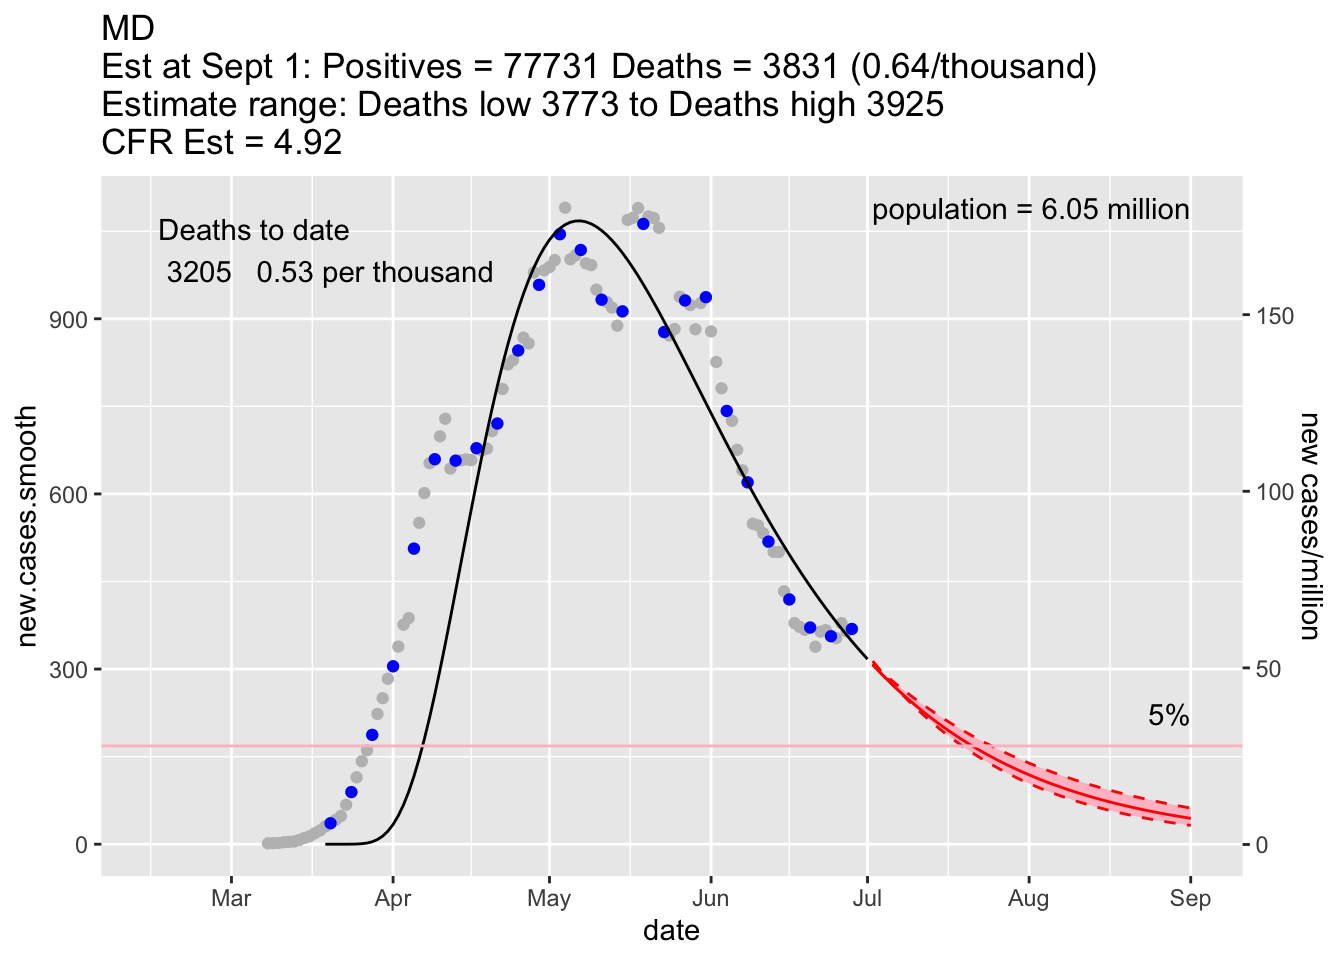 MD
Est at Sept 1: Positives = 77731 Deaths = 3831 (0.64/thousand)
Estimate range: Deaths low 3773 to Deaths high 3925
CFR Est = 4.92
Deaths to date
3205 0.53 per thousand
population = 6.05 million
5%
new.cases.smooth
900
600
300
0
new cases/million
150
100
50
0
Mar Apr May Jun Jul Aug Sep
date